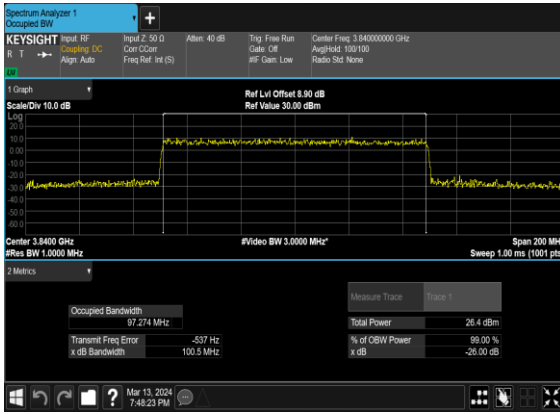 Spectrum Analyzer 1
Occupied BW
+
KEYSIGHT
R T
LVI
Input: RF
Coupling: DC
Align: Auto
Input Z: 50 Ω
Corr CCorr
Freq Ref: Int (S)
Atten: 40 dB
Trig: Free Run
Gate: Off
#IF Gain: Low
Center Freq: 3.840000000 GHz
Avg|Hold: 100/100
Radio Std: None
1 Graph
Scale/Div 10.0 dB
Ref Lvl Offset 8.90 dB
Ref Value 30.00 dBm
Log
20.0
10.0
0.00
-10.0
-20.0
-30.0
-40.0
-50.0
-60.0
Center 3.8400 GHz
#Res BW 1.0000 MHz
#Video BW 3.0000 MHz*
Span 200 MH
Sweep 1.00 ms (1001 pts
2 Metrics
Measure Trace
Trace 1
Occupied Bandwidth
97.274 MHz
Total Power
26.4 dBm
Transmit Freq Error
-537 Hz
% of OBW Power
99.00 %
x dB Bandwidth
100.5 MHz
x dB
-26.00 dB
?
Mar 13, 2024
7:48:23 PM